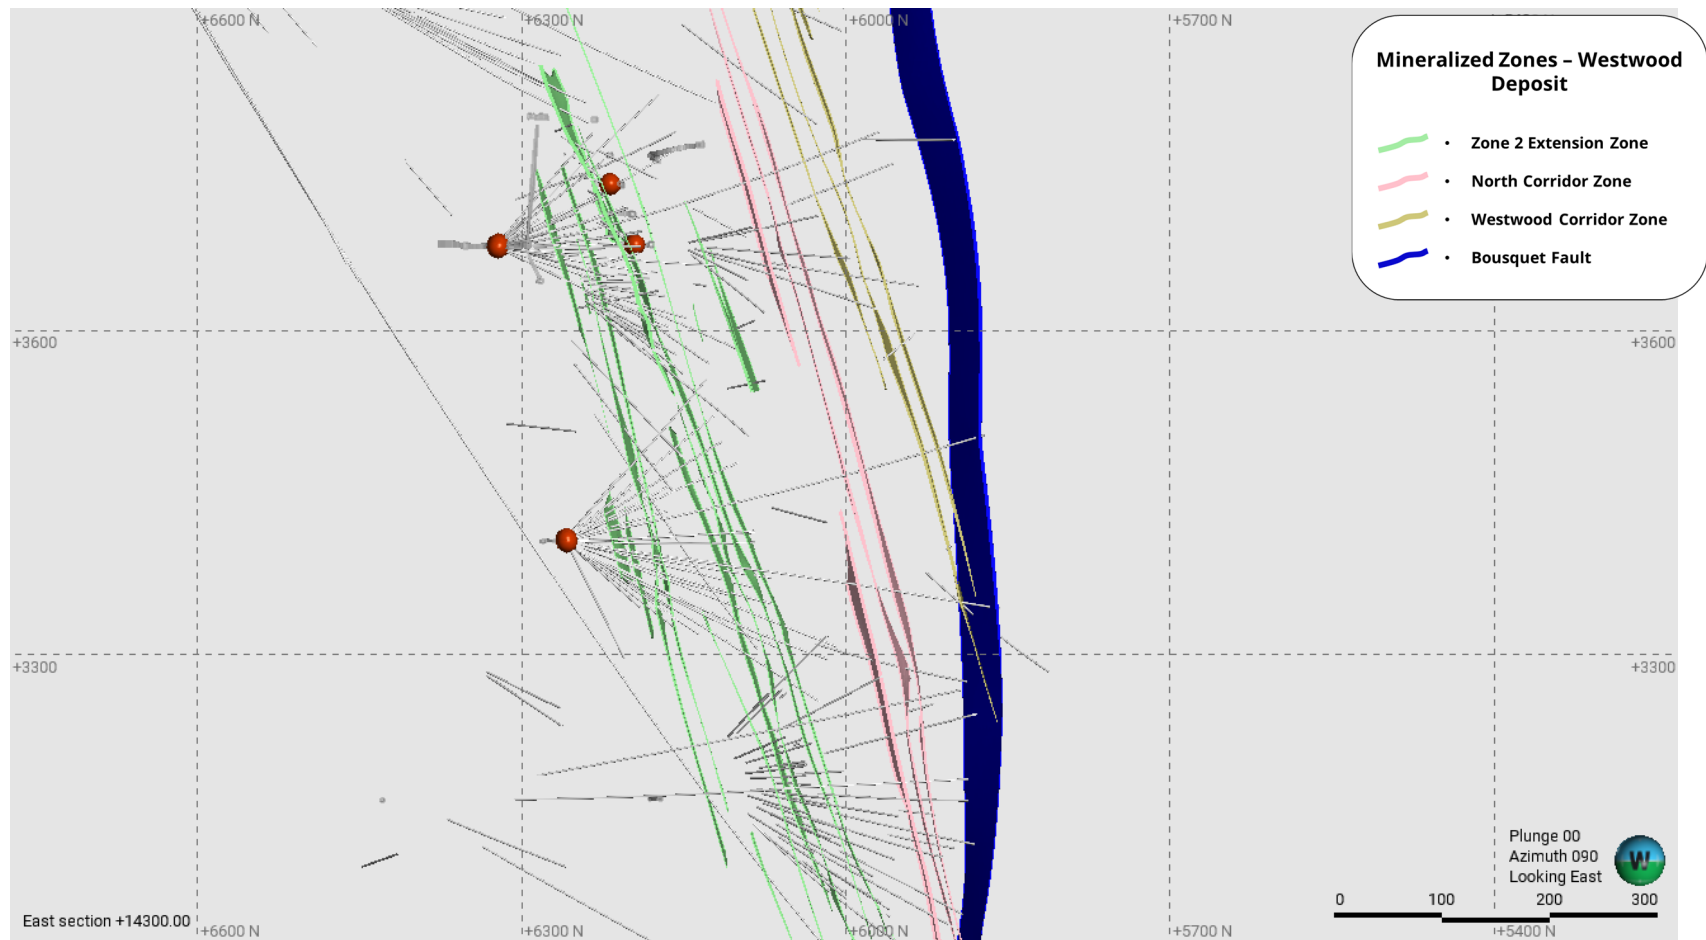 +6600 N
+6300 N
+6000 N
+5700 N
Mineralized Zones – Westwood
Deposit
Zone 2 Extension Zone
North Corridor Zone
Westwood Corridor Zone
Bousquet Fault
+3600
+3600
+3300
+3300
Plunge 00
Azimuth 090
Looking East
W
0 100 200 300
East section +14300.00
+6600 N
+6300 N
+6000 N
+5700 N
+5400 N